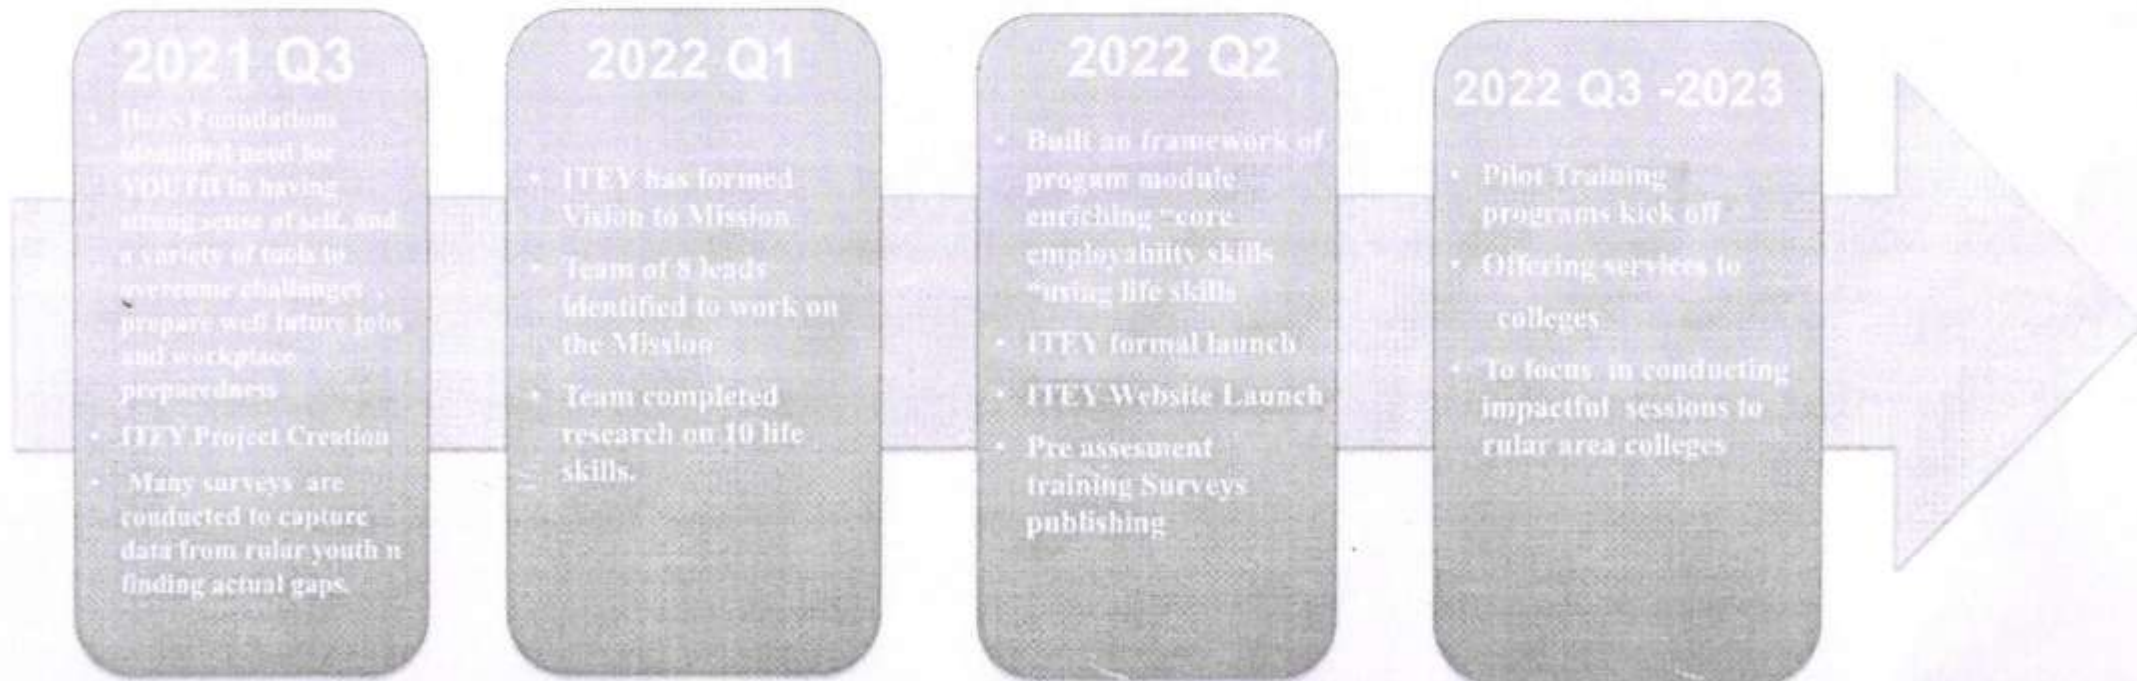 2021 Q3
• Foundations
identified need for
YOUTH in having
strong sense of self, and
a variety of tools to
overcome challanges ,
prepare well future jobs
and workplace
preparedness
• ITEY Project Creation
• Many surveys are
conducted to capture
data from rular youth n
finding actual gaps.
2022 Q1
• ITEY has formed
Vision to Mission
• Team of 8 leads
identified to work on
the Mission
• Team completed
research on 10 life
skills.
2022 Q2
• Built an framework of
progam module
enriching "core
employabiity skills
"using life skills
• ITEY formal launch
• ITEY Website Launch
• Pre assesment
training Surveys
publishing
2022 Q3 -2023
• Pilot Training
programs kick off
• Offering services to
colleges
• To focus in conducting
impactful sessions to
rular area colleges